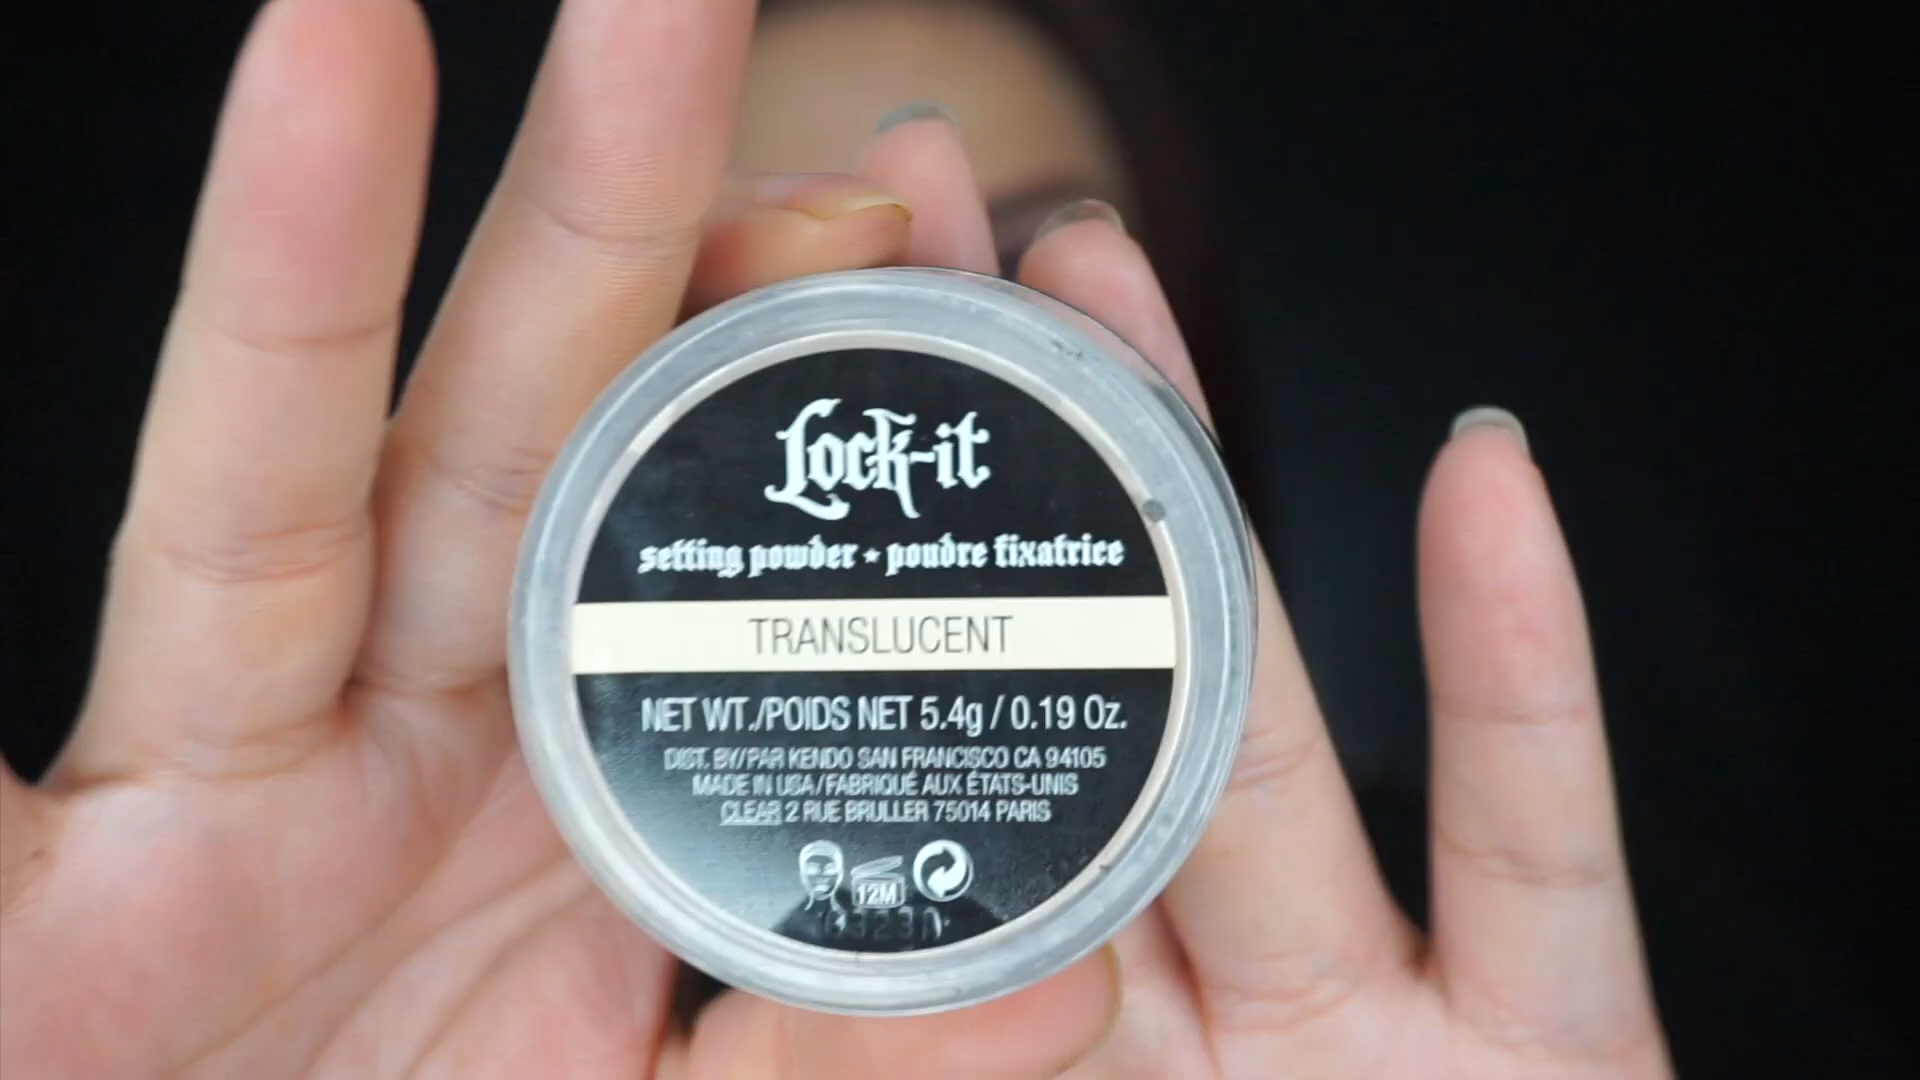 Lock-it
setting powder * poudre fixatrice
TRANSLUCENT
NET WT./POIDS NET 5.4g / 0.19 Oz.
DIST. BY/PAR KENDO SAN FRANCISCO CA 94105
MADE IN USA/FABRIQUÉ AUX ÉTATS-UNIS
CLEAR 2 RUE BRULLER 75014 PARIS
12M